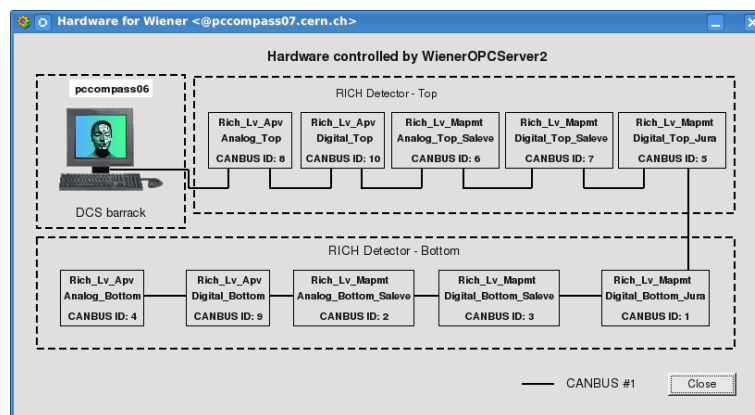 Hardware for Wiener <@pccompass07.cern.ch>
Hardware controlled by WienerOPCServer2
pccompass06
DCS barrack
RICH Detector - Top
Rich_Lv_Apv
Analog_Top
CANBUS ID: 8
Rich_Lv_Apv
Digital_Top
CANBUS ID: 10
Rich_Lv_Mapmt
Analog_Top_Saleve
CANBUS ID: 6
Rich_Lv_Mapmt
Digital_Top_Saleve
CANBUS ID: 7
Rich_Lv_Mapmt
Digital_Top_Jura
CANBUS ID: 5
RICH Detector - Bottom
Rich_Lv_Apv
Analog_Bottom
CANBUS ID: 4
Rich_Lv_Apv
Digital_Bottom
CANBUS ID: 9
Rich_Lv_Mapmt
Analog_Bottom_Saleve
CANBUS ID: 2
Rich_Lv_Mapmt
Digital_Bottom_Saleve
CANBUS ID: 3
Rich_Lv_Mapmt
Digital_Bottom_Jura
CANBUS ID: 1
CANBUS #1
Close